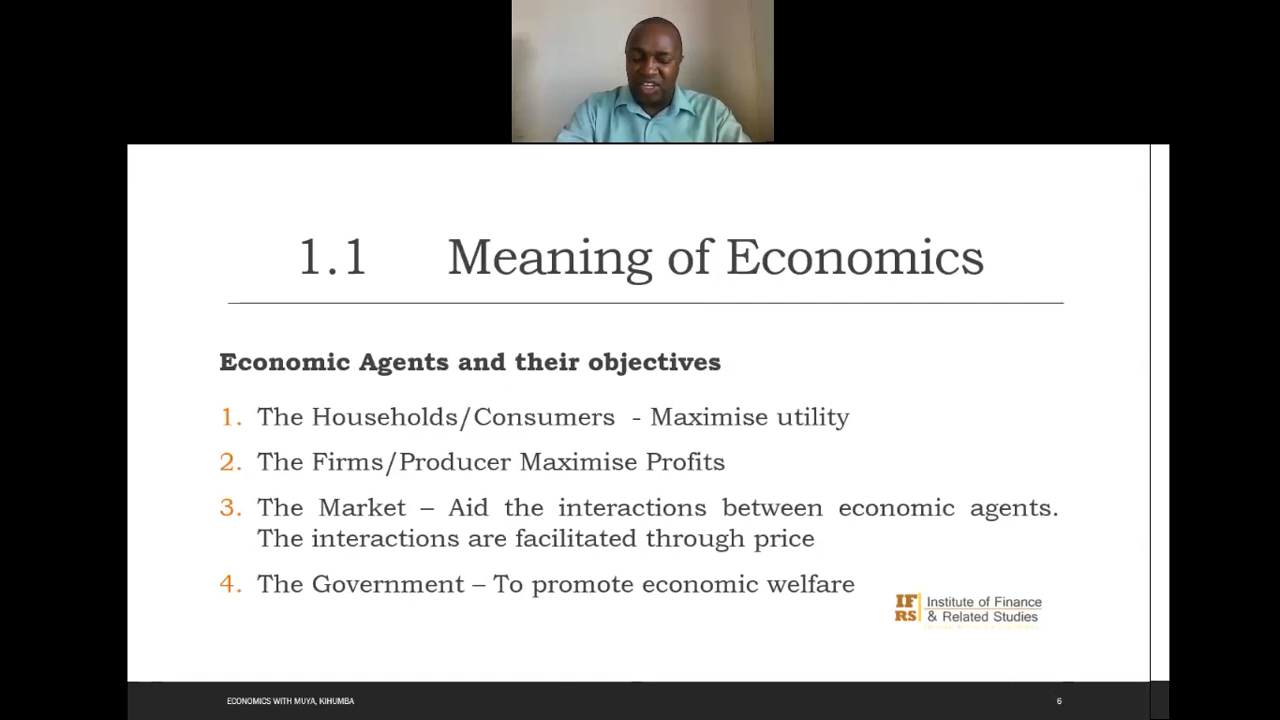 1.1 Meaning of Economics
Economic Agents and their objectives
1. The Households/Consumers - Maximise utility
2. The Firms/Producer Maximise Profits
3. The Market – Aid the interactions between economic agents.
The interactions are facilitated through price
4. The Government – To promote economic welfare
IF
RS
Institute of Finance
& Related Studies
ECONOMICS WITH MUYA, KIHUMBA
6